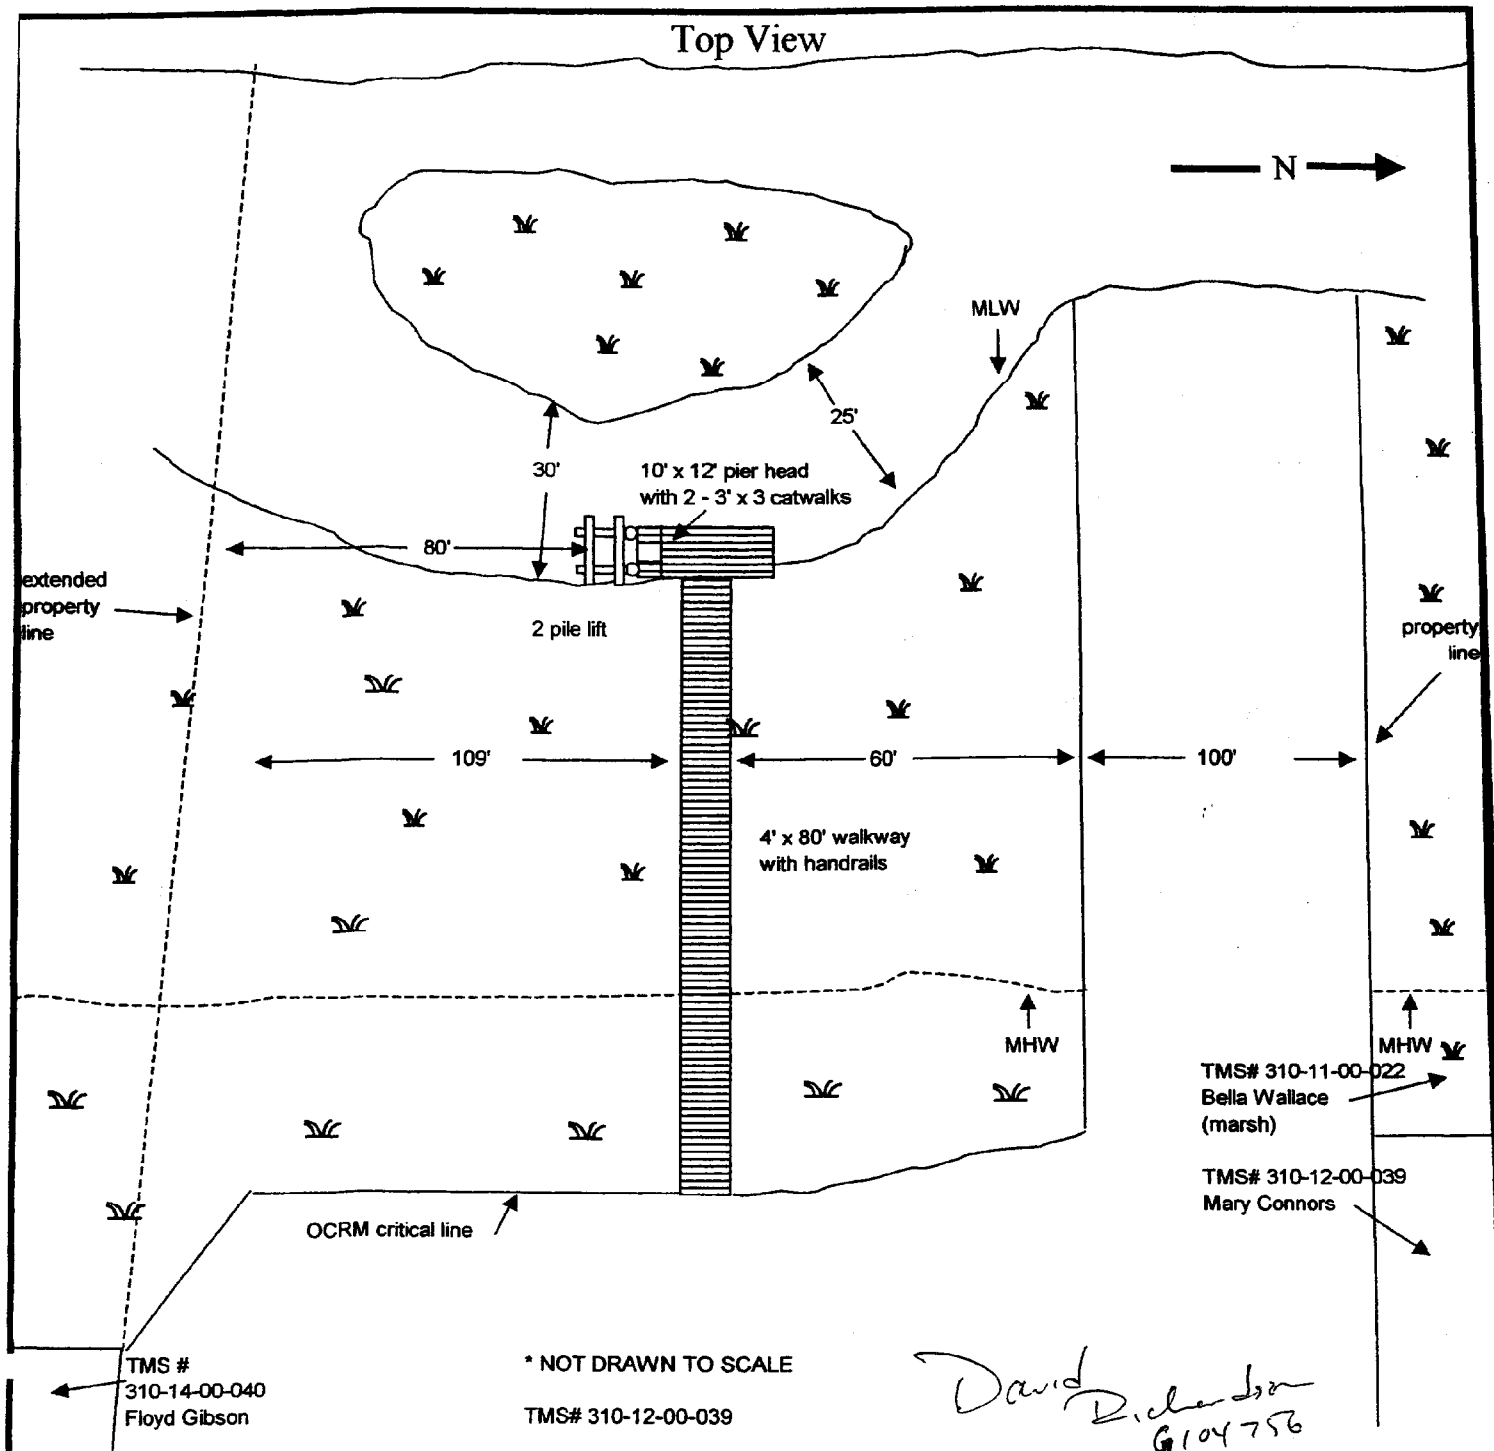 Top View
N
MLW
25'
30'
10' x 12' pier head
with 2 - 3' x 3 catwalks
80'
extended
property
line
2 pile lift
property
line
109'
60'
100'
4' x 80' walkway
with handrails
MHW
MHW
TMS# 310-11-00-022
Bella Wallace
(marsh)
TMS# 310-12-00-039
Mary Connors
OCRM critical line
TMS #
310-14-00-040
Floyd Gibson
* NOT DRAWN TO SCALE
TMS# 310-12-00-039
David
Richardson
G104756